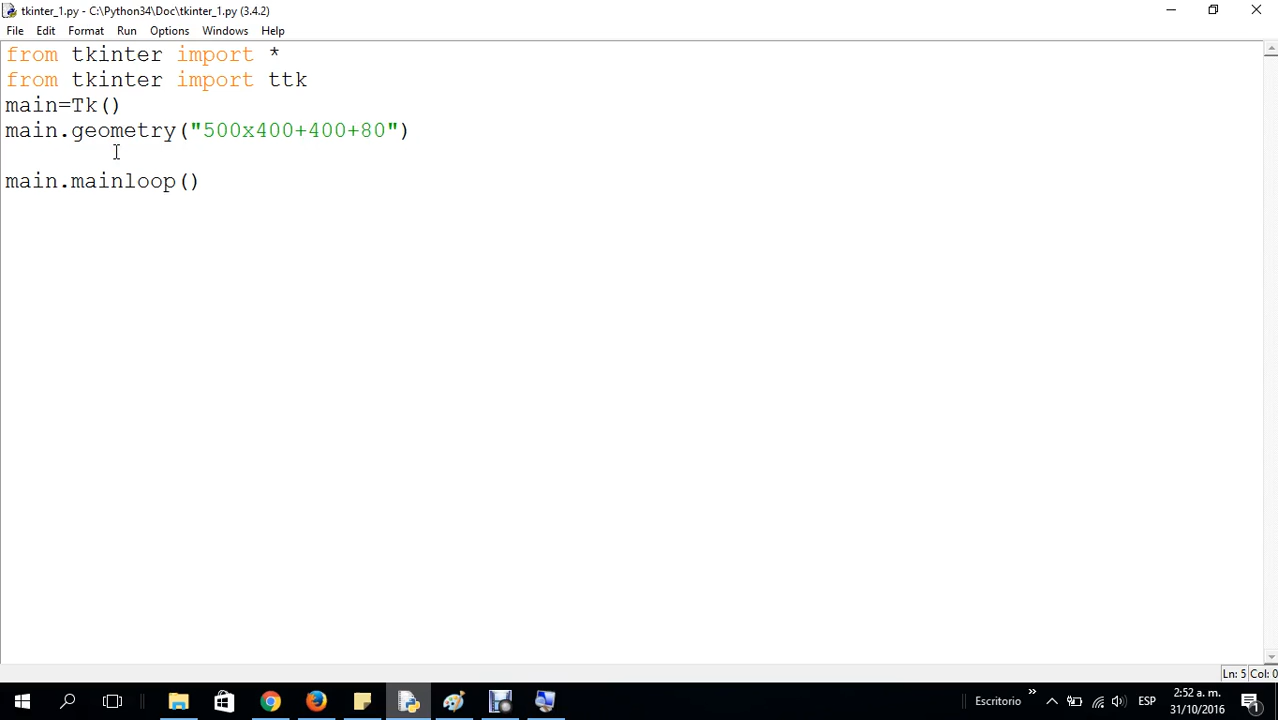 tkinter_1.py - C:\Python34\Doc\tkinter_1.py (3.4.2)
File Edit Format Run Options Windows Help
from tkinter import *
from tkinter import ttk
main=Tk()
main.geometry("500x400+400+80")
main.mainloop()
Ln: 5 Col: 0
Escritorio
ESP
2:52 a. m.
31/10/2016
1